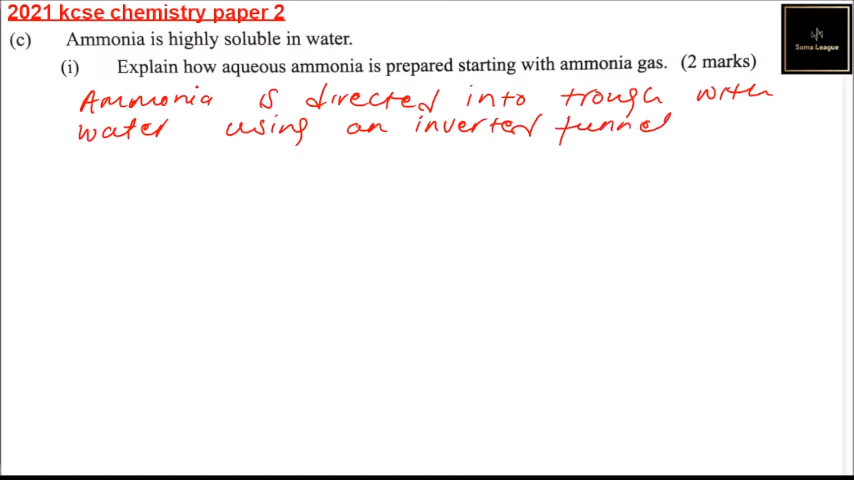 2021 kcse chemistry paper 2
(c) Ammonia is highly soluble in water.
(i) Explain how aqueous ammonia is prepared starting with ammonia gas. (2 marks)
Ammonia is directed into trough with
water using an inverted funnel
Suma League